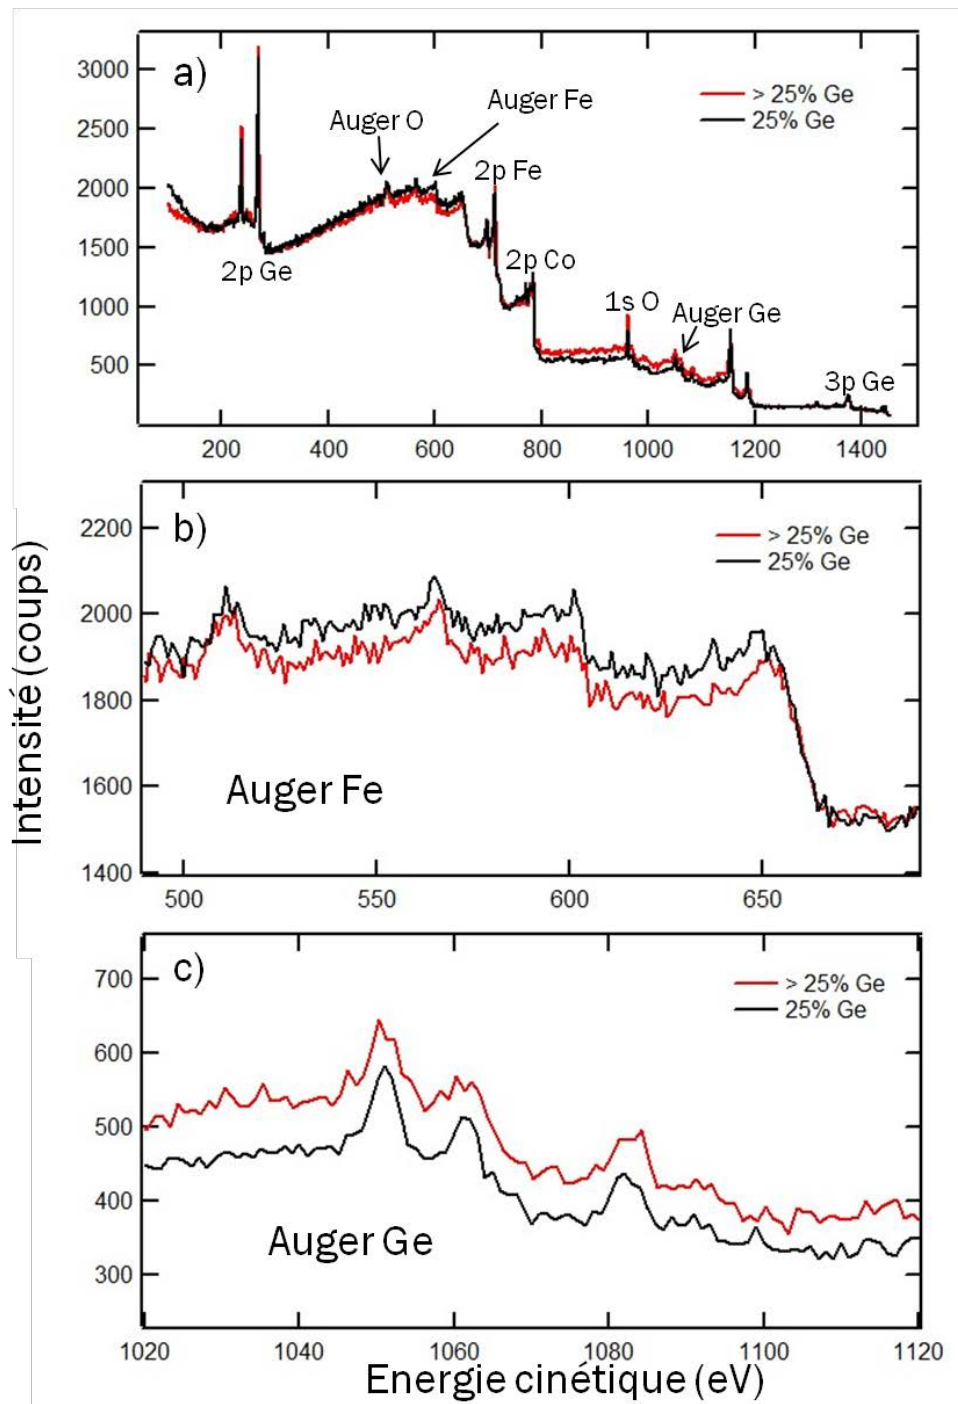 a)
3000
2500
2000
1500
1000
500
> 25% Ge
25% Ge
Auger O
Auger Fe
2p Fe
2p Ge
2p Co
1s O
Auger Ge
3p Ge
200 400 600 800 1000 1200 1400
Intensité (coups)
b)
2200
2000
1800
1600
1400
> 25% Ge
25% Ge
Auger Fe
500 550 600 650
c)
700
600
500
400
300
> 25% Ge
25% Ge
Auger Ge
1020 1040 1060 1080 1100 1120
Energie cinétique (eV)